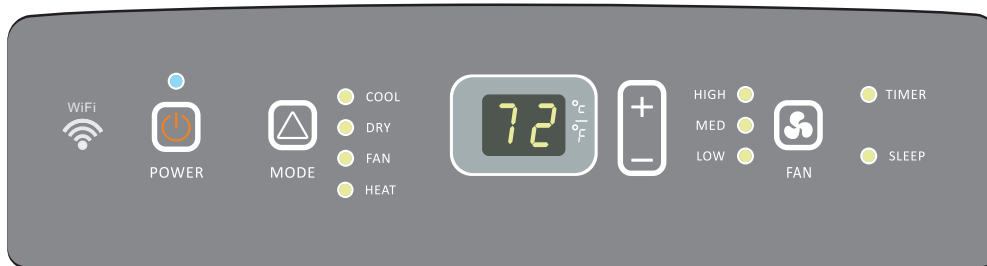 WiFi
POWER
MODE
COOL
DRY
FAN
HEAT
72
°C
°F
+
−
HIGH
MED
LOW
FAN
TIMER
SLEEP